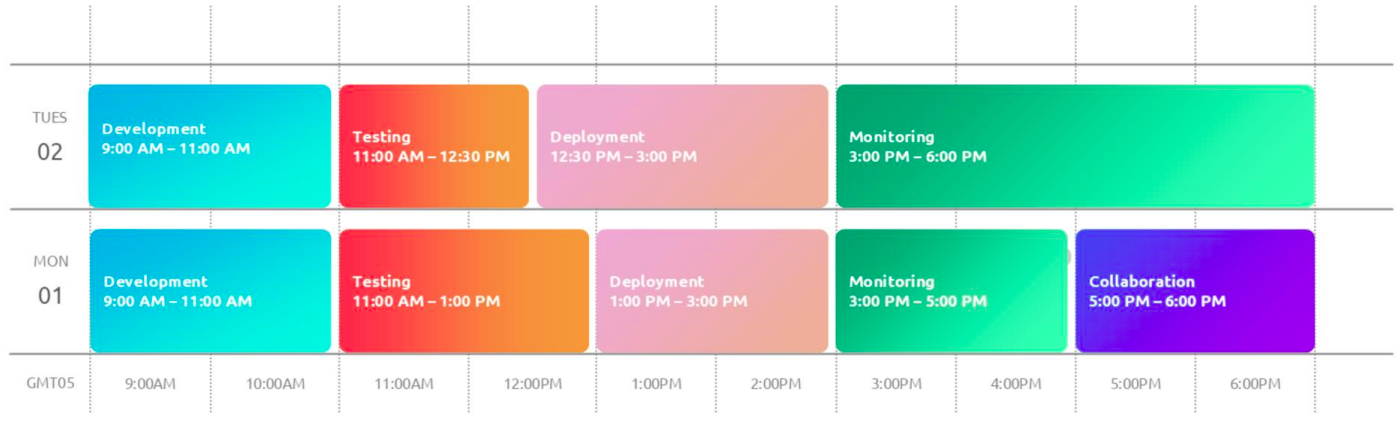 TUES
02
Development
9:00 AM – 11:00 AM
Testing
11:00 AM – 12:30 PM
Deployment
12:30 PM – 3:00 PM
Monitoring
3:00 PM – 6:00 PM
MON
01
Development
9:00 AM – 11:00 AM
Testing
11:00 AM – 1:00 PM
Deployment
1:00 PM – 3:00 PM
Monitoring
3:00 PM – 5:00 PM
Collaboration
5:00 PM – 6:00 PM
GMT05 9:00AM 10:00AM 11:00AM 12:00PM 1:00PM 2:00PM 3:00PM 4:00PM 5:00PM 6:00PM